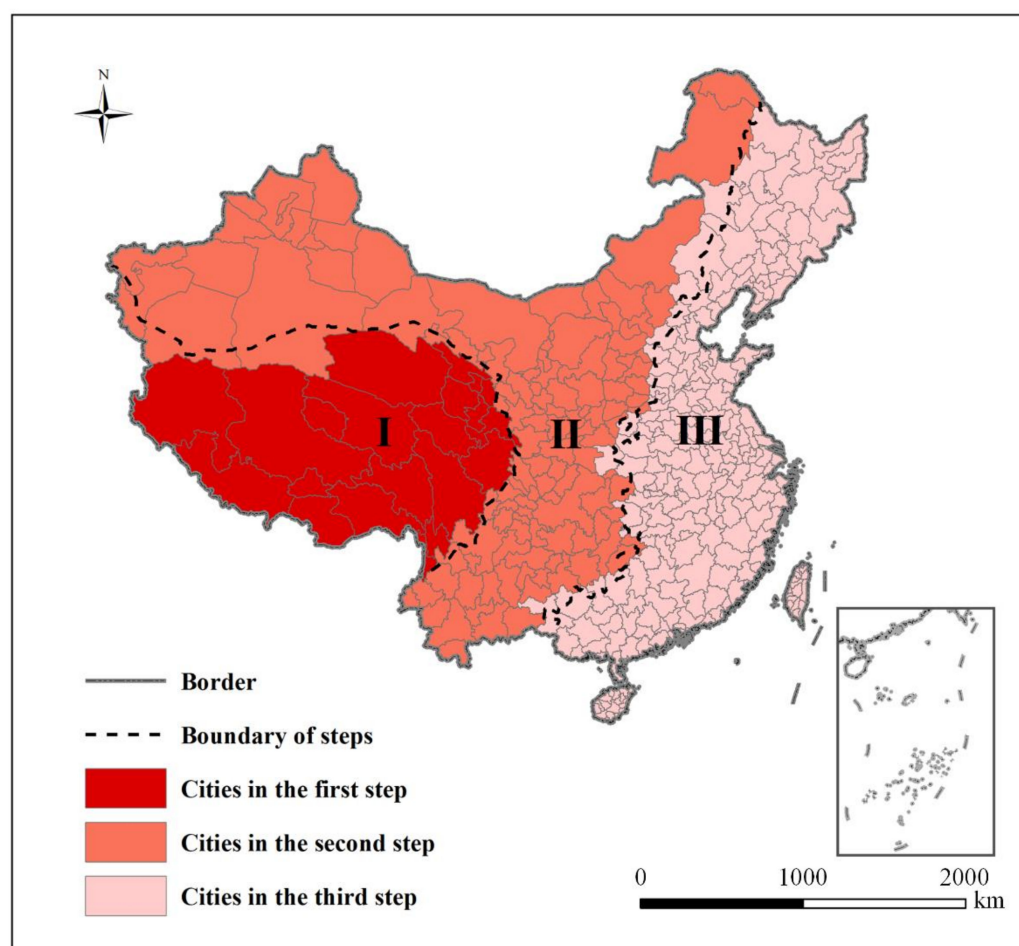 N
I
II
III
Border
Boundary of steps
Cities in the first step
Cities in the second step
Cities in the third step
0 1000 2000
km